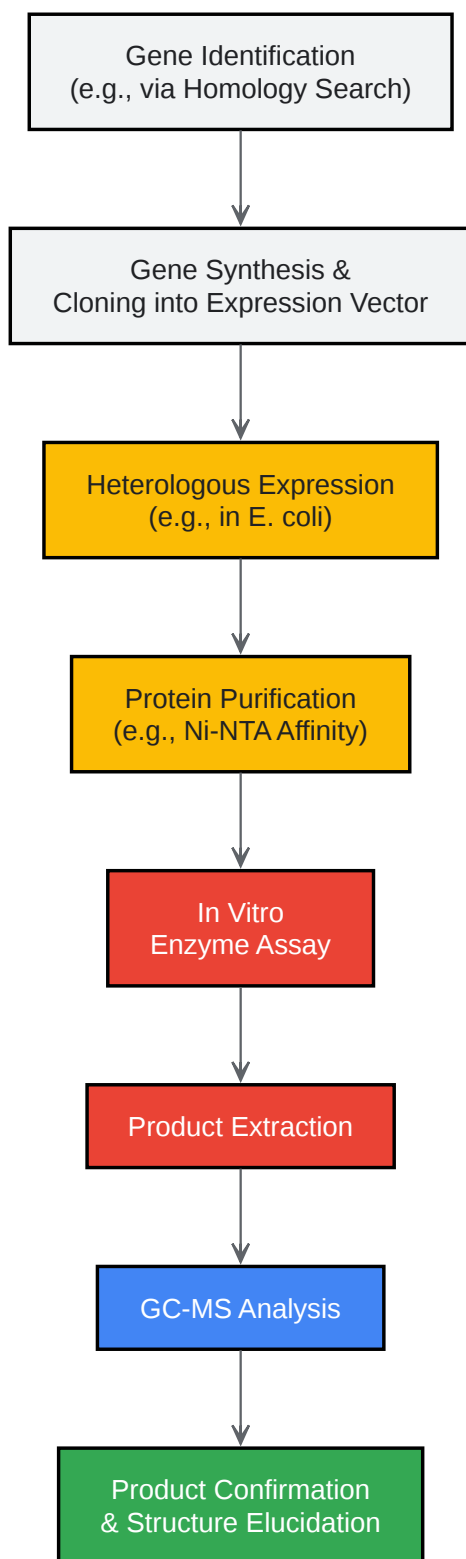 Gene Identification
(e.g., via Homology Search)
Gene Synthesis &
Cloning into Expression Vector
Heterologous Expression
(e.g., in E. coli)
Protein Purification
(e.g., Ni-NTA Affinity)
In Vitro
Enzyme Assay
Product Extraction
GC-MS Analysis
Product Confirmation
& Structure Elucidation